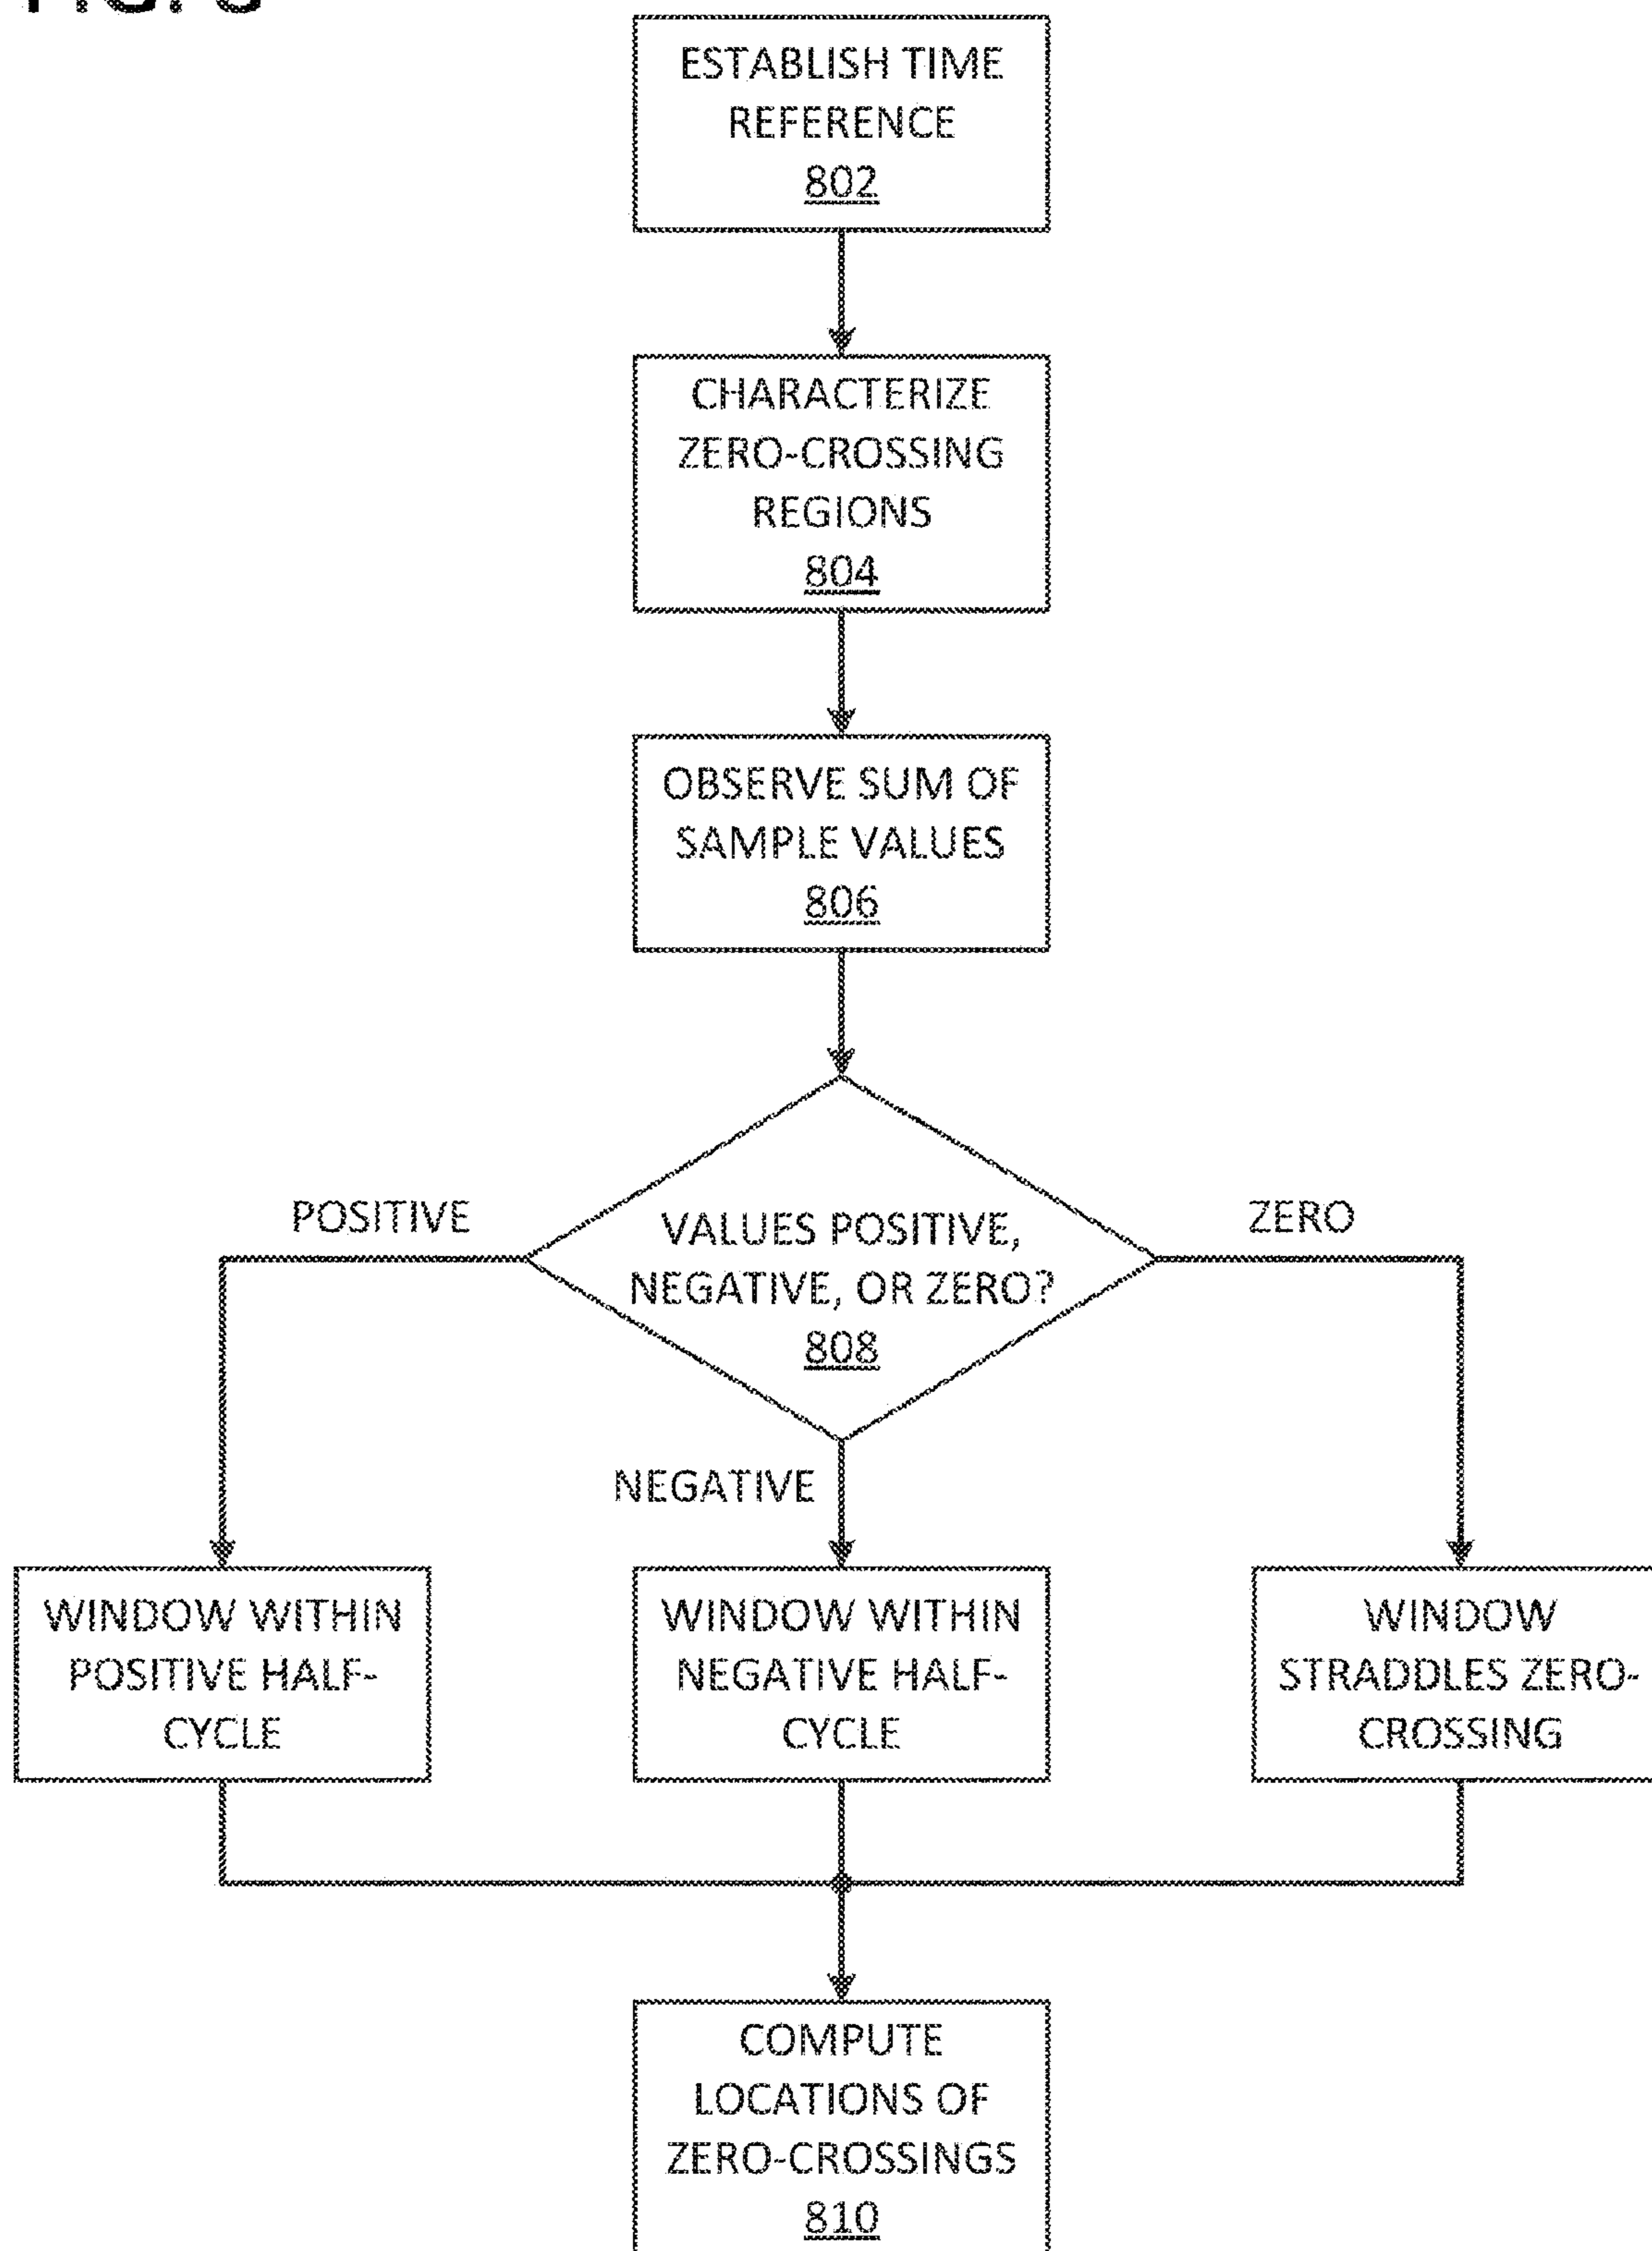 ESTABLISH TIME
REFERENCE
802
CHARACTERIZE
ZERO-CROSSING
REGIONS
804
OBSERVE SUM OF
SAMPLE VALUES
806
POSITIVE
VALUES POSITIVE,
NEGATIVE, OR ZERO?
808
ZERO
NEGATIVE
WINDOW WITHIN
POSITIVE HALF-
CYCLE
WINDOW WITHIN
NEGATIVE HALF-
CYCLE
WINDOW
STRADDLES ZERO-
CROSSING
COMPUTE
LOCATIONS OF
ZERO-CROSSINGS
810